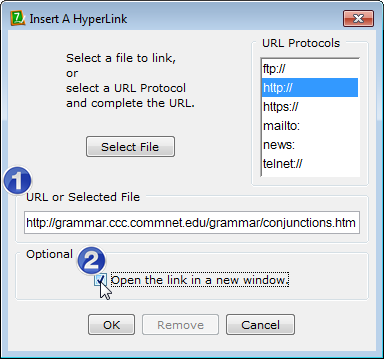 Insert A HyperLink
Select a file to link,
or
select a URL Protocol
and complete the URL.
Select File
URL Protocols
ftp://
http://
https://
mailto:
news:
telnet://
1
URL or Selected File
http://grammar.ccc.commnet.edu/grammar/conjunctions.htm
Optional
2
Open the link in a new window.
OK
Remove
Cancel